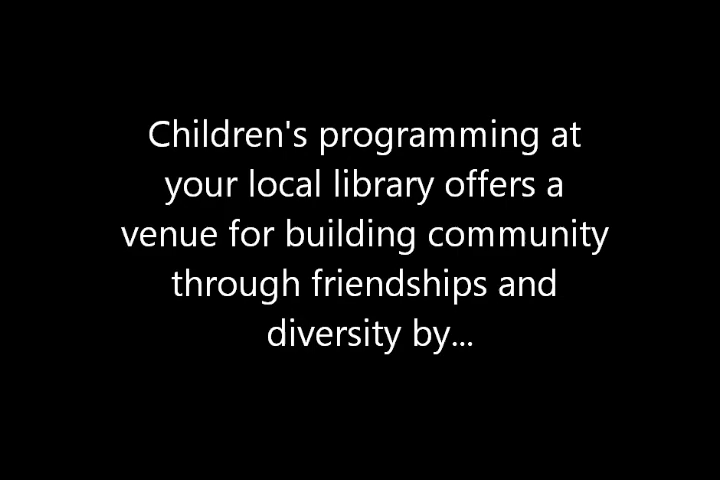 Children's programming at
your local library offers a
venue for building community
through friendships and
diversity by...